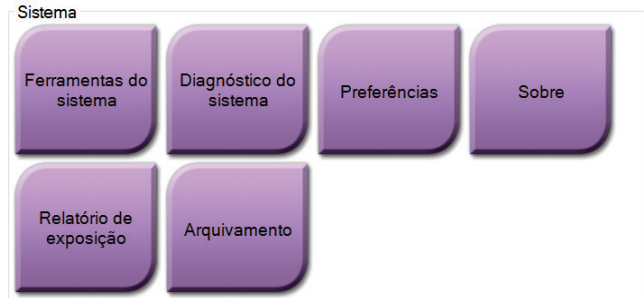 Sistema
Ferramentas do
sistema
Diagnóstico do
sistema
Preferências
Sobre
Relatório de
exposição
Arquivamento